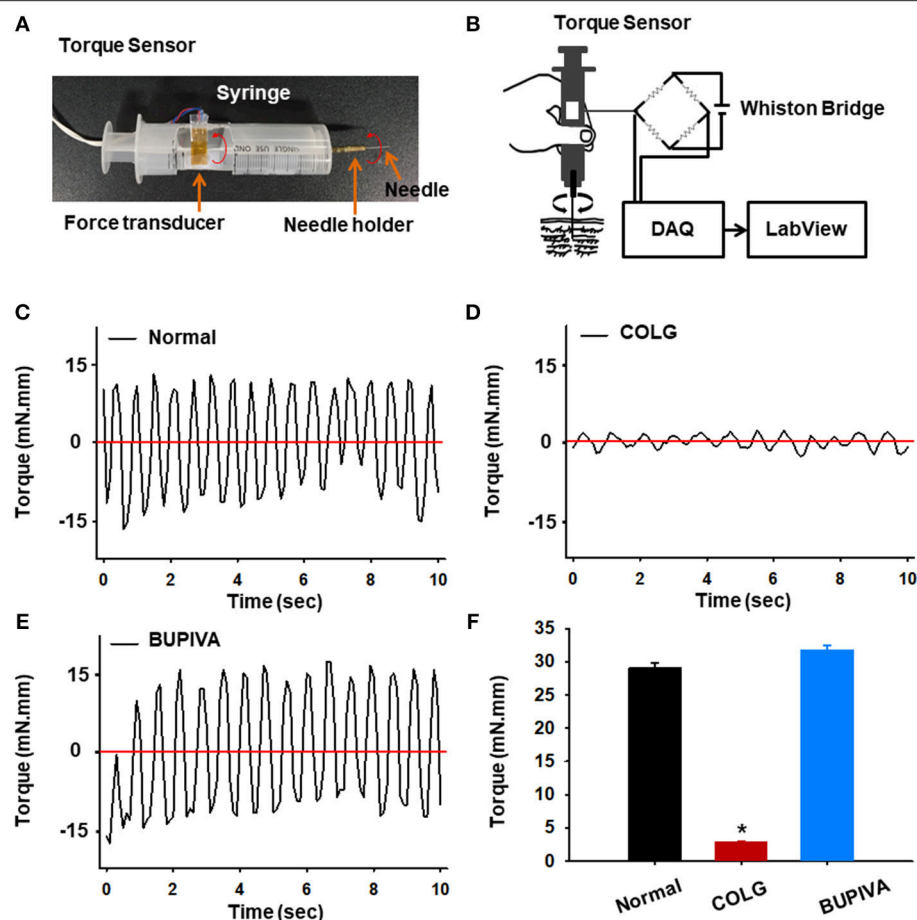 A
Torque Sensor
Syringe
SINGLE USE ONL
Needle
Force transducer
Needle holder
B
Torque Sensor
Whiston Bridge
DAQ
LabView
C
Normal
Torque (mN.mm)
15
0
-15
0 2 4 6 8 10
Time (sec)
D
COLG
Torque (mN.mm)
15
0
-15
0 2 4 6 8 10
Time (sec)
E
BUPIVA
Torque (mN.mm)
15
0
-15
0 2 4 6 8 10
Time (sec)
F
Torque (mN.mm)
35
30
25
20
15
10
5
0
*
Normal COLG BUPIVA